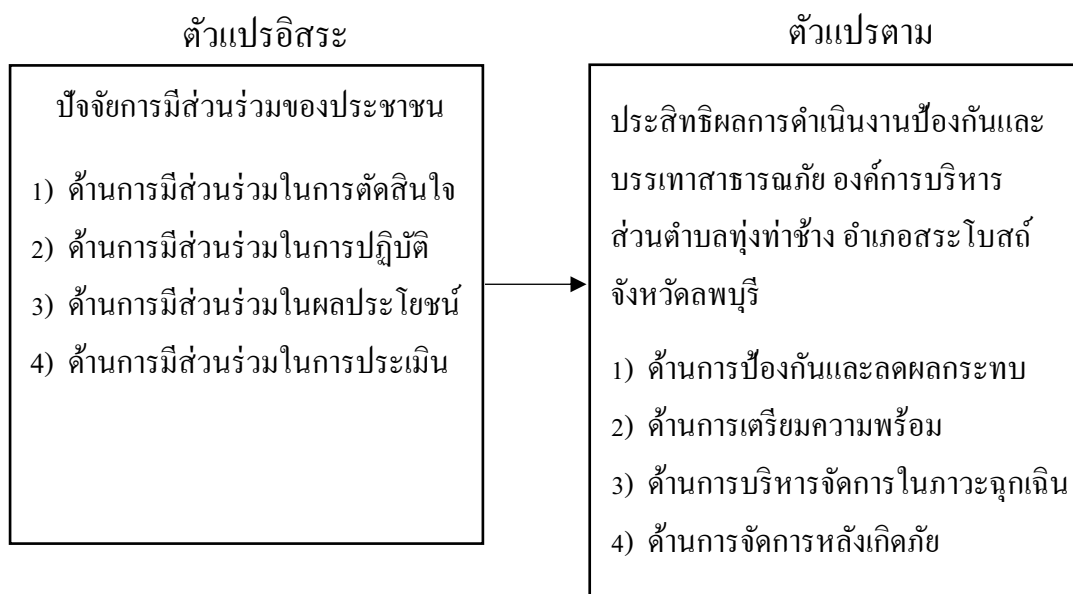 ตัวแปรอิสระ
ปัจจัยการมีส่วนร่วมของประชาชน
1) ด้านการมีส่วนร่วมในการตัดสินใจ
2) ด้านการมีส่วนร่วมในการปฏิบัติ
3) ด้านการมีส่วนร่วมในผลประโยชน์
4) ด้านการมีส่วนร่วมในการประเมิน
ตัวแปรตาม
ประสิทธิผลการดำเนินงานป้องกันและ
บรรเทาสาธารณภัย องค์การบริหาร
ส่วนตำบลทุ่งท่าช้าง อำเภอสระโบสถ์
จังหวัดลพบุรี
1) ด้านการป้องกันและลดผลกระทบ
2) ด้านการเตรียมความพร้อม
3) ด้านการบริหารจัดการในภาวะฉุกเฉิน
4) ด้านการจัดการหลังเกิดภัย